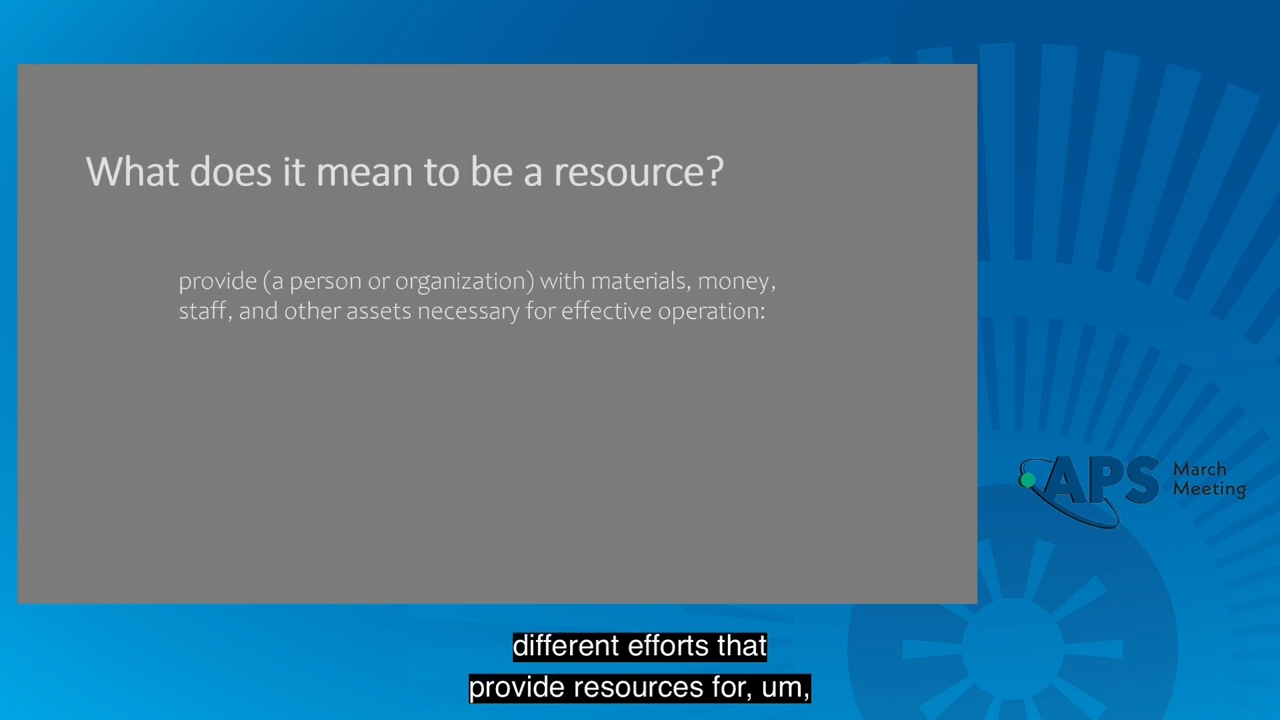 What does it mean to be a resource?
provide (a person or organization) with materials, money,
staff, and other assets necessary for effective operation:
APS March
Meeting
different efforts that
provide resources for, um,